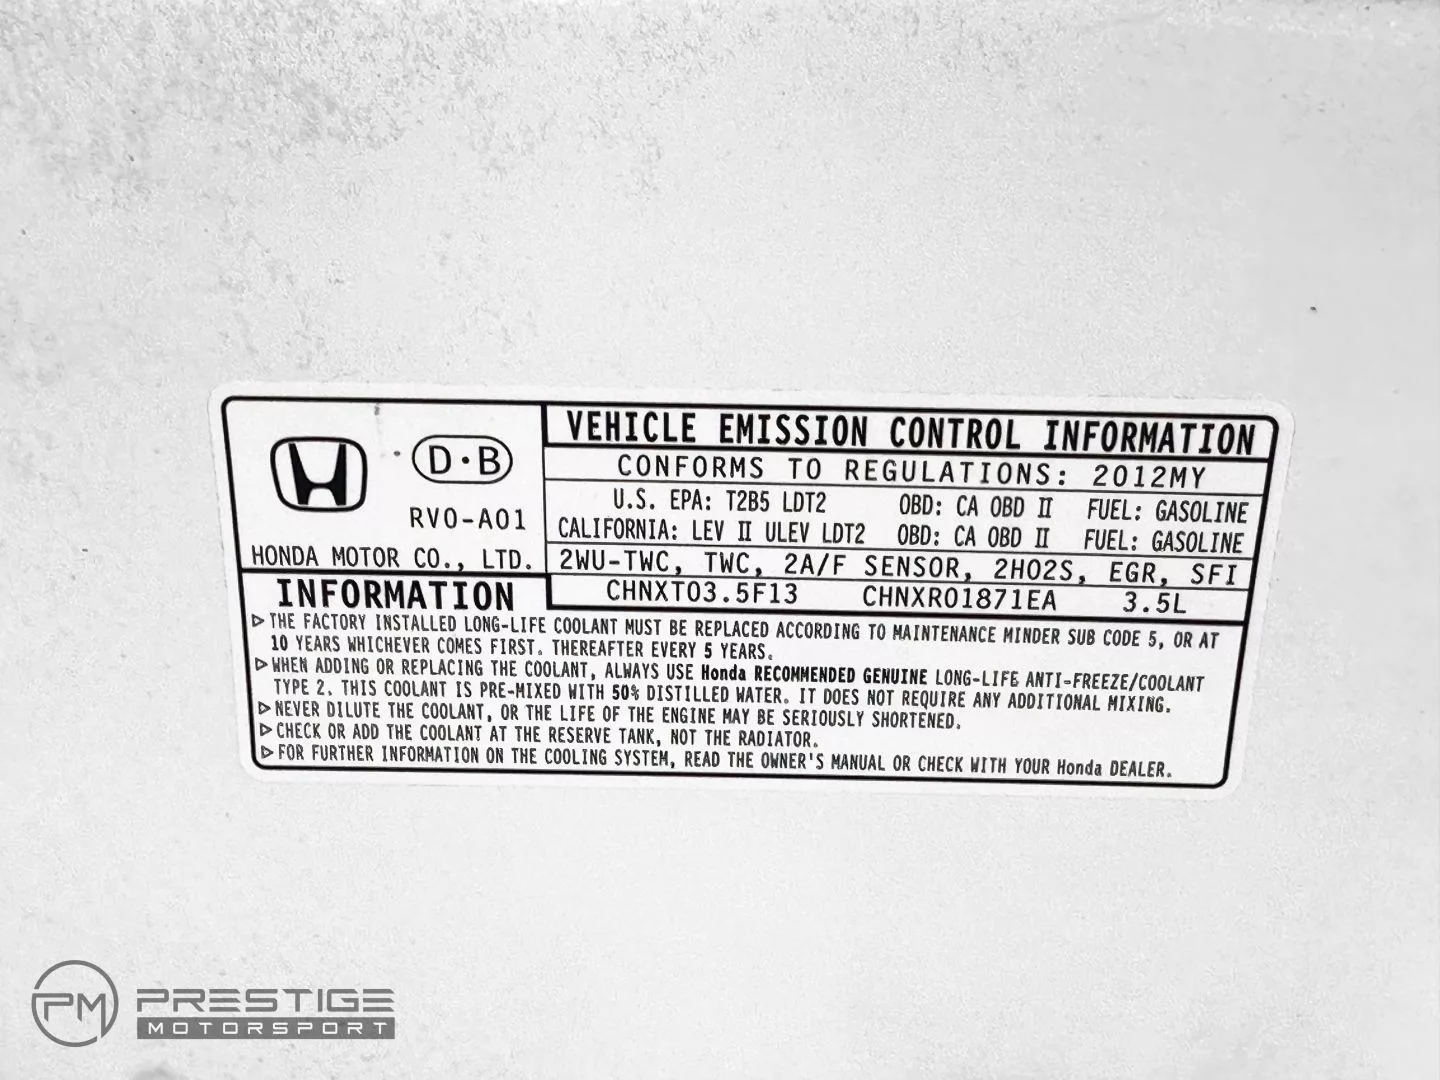 D·B
RV0-A01
HONDA MOTOR CO., LTD.
VEHICLE EMISSION CONTROL INFORMATION
CONFORMS TO REGULATIONS: 2012MY
U.S. EPA: T2B5 LDT2 OBD: CA OBD II FUEL: GASOLINE
CALIFORNIA: LEV II ULEV LDT2 OBD: CA OBD II FUEL: GASOLINE
2WU-TWC, TWC, 2A/F SENSOR, 2HO2S, EGR, SFI
CHNXT03.5F13 CHNXR01871EA 3.5L
INFORMATION
▷THE FACTORY INSTALLED LONG-LIFE COOLANT MUST BE REPLACED ACCORDING TO MAINTENANCE MINDER SUB CODE 5, OR AT
10 YEARS WHICHEVER COMES FIRST. THEREAFTER EVERY 5 YEARS.
▷WHEN ADDING OR REPLACING THE COOLANT, ALWAYS USE Honda RECOMMENDED GENUINE LONG-LIFE ANTI-FREEZE/COOLANT
TYPE 2. THIS COOLANT IS PRE-MIXED WITH 50% DISTILLED WATER. IT DOES NOT REQUIRE ANY ADDITIONAL MIXING.
▷NEVER DILUTE THE COOLANT, OR THE LIFE OF THE ENGINE MAY BE SERIOUSLY SHORTENED.
▷CHECK OR ADD THE COOLANT AT THE RESERVE TANK, NOT THE RADIATOR.
▷FOR FURTHER INFORMATION ON THE COOLING SYSTEM, READ THE OWNER'S MANUAL OR CHECK WITH YOUR Honda DEALER.
PM PRESTIGE
MOTORSPORT